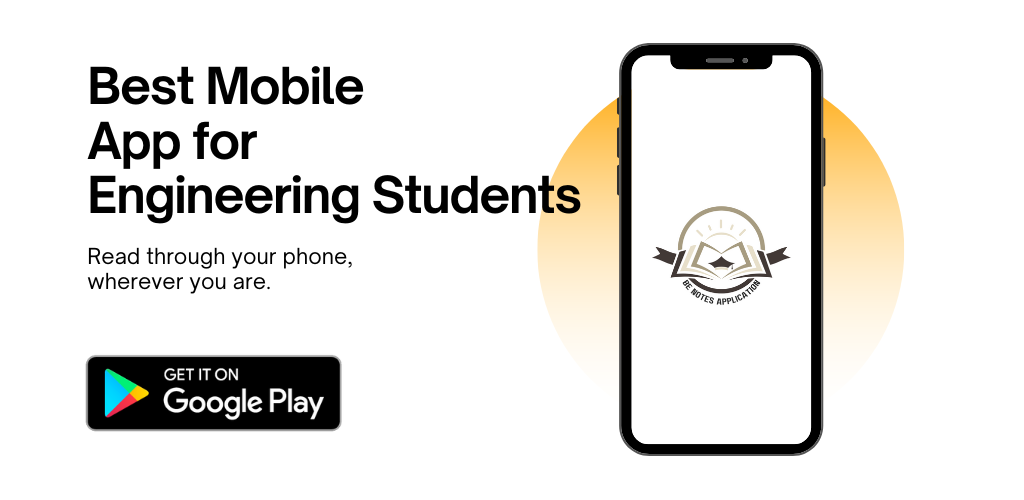 Best Mobile
App for
Engineering Students
Read through your phone,
wherever you are.
GET IT ON
Google Play
BE NOTES APPLICATION